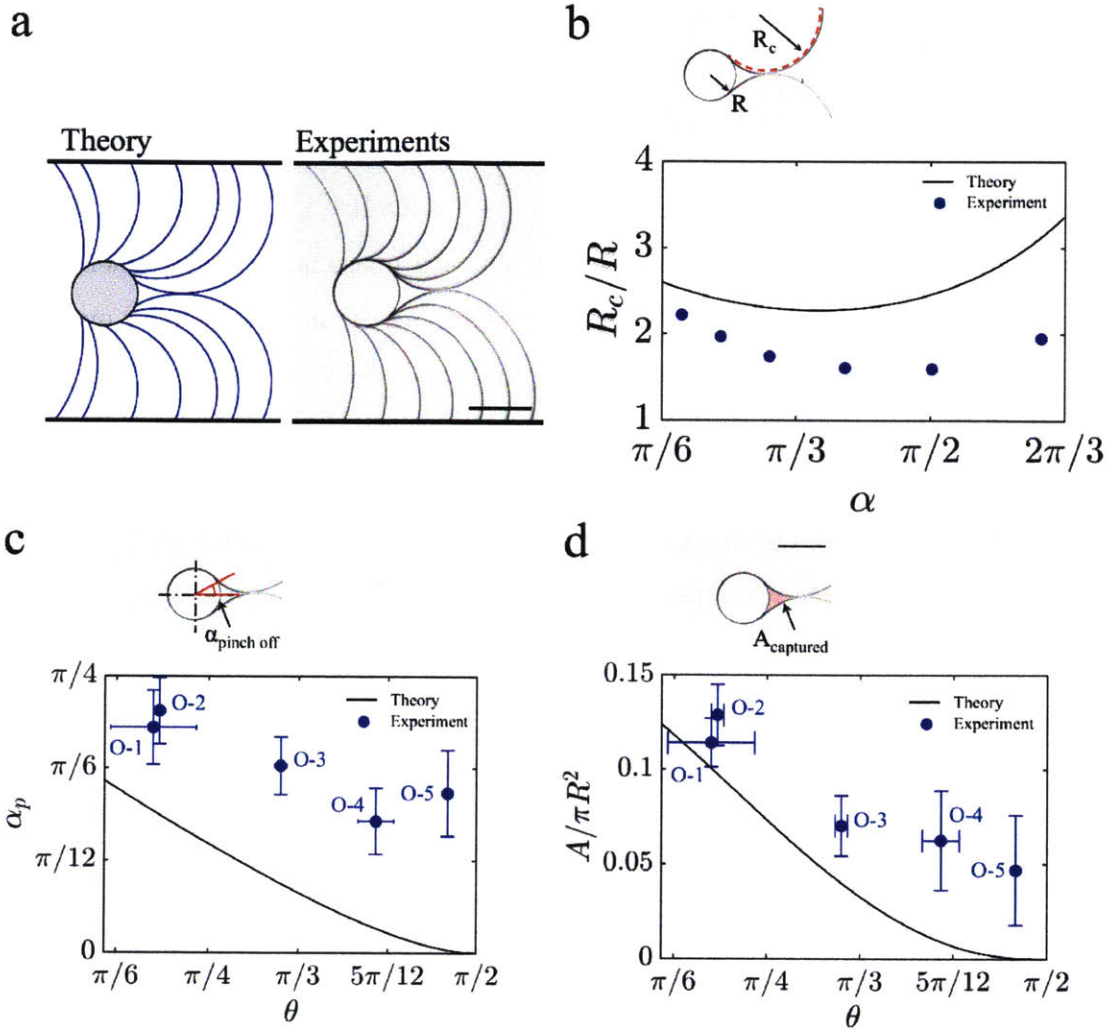 a
Theory
Experiments
b
R_c
R
4
3
2
1
R_c/R
Theory
Experiment
π/6
π/3
π/2
2π/3
α
c
α_pinch off
π/4
π/6
π/12
0
α_p
Theory
Experiment
O-1
O-2
O-3
O-4
O-5
π/6
π/4
π/3
5π/12
π/2
θ
d
A_captured
0.15
0.1
0.05
0
A/πR²
Theory
Experiment
O-1
O-2
O-3
O-4
O-5
π/6
π/4
π/3
5π/12
π/2
θ